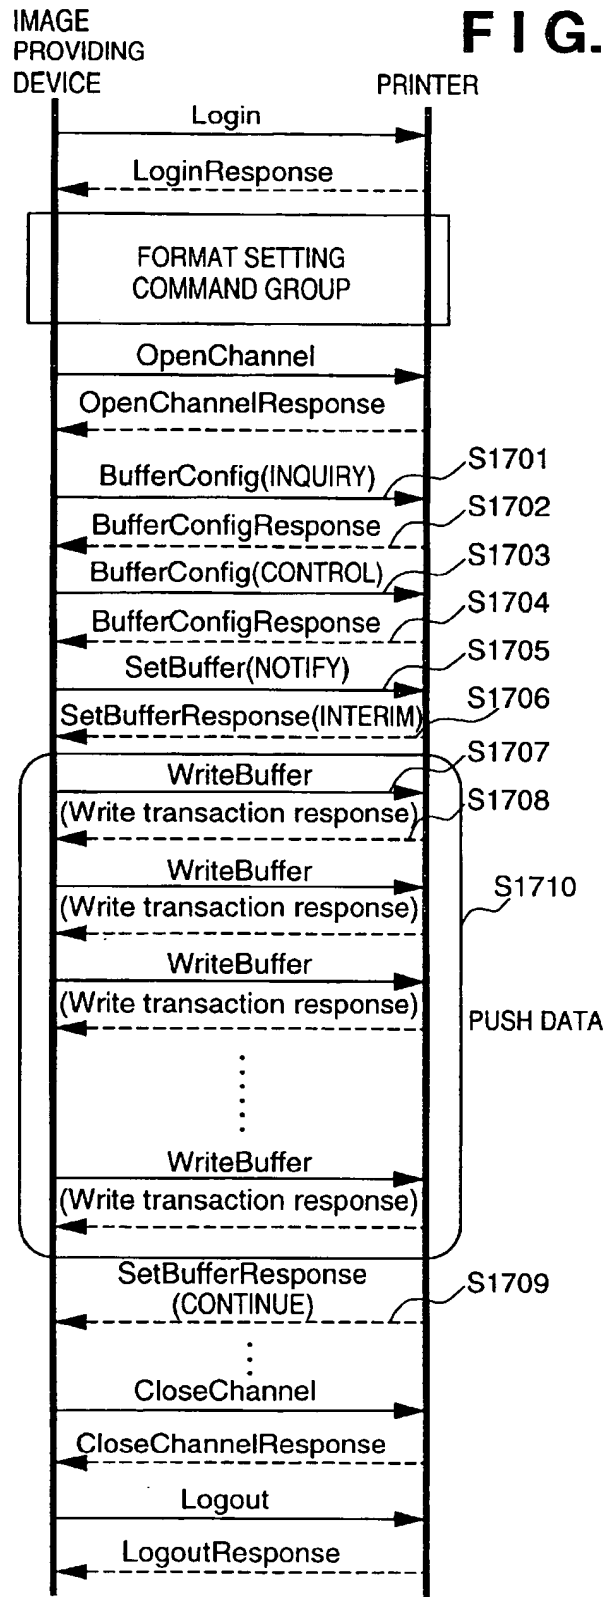 IMAGE
PROVIDING
DEVICE
FIG.
PRINTER
Login
LoginResponse
FORMAT SETTING
COMMAND GROUP
OpenChannel
OpenChannelResponse
BufferConfig(INQUIRY)
S1701
BufferConfigResponse
S1702
BufferConfig(CONTROL)
S1703
BufferConfigResponse
S1704
SetBuffer(NOTIFY)
S1705
SetBufferResponse(INTERIM)
S1706
WriteBuffer
S1707
(Write transaction response)
S1708
WriteBuffer
(Write transaction response)
S1710
WriteBuffer
(Write transaction response)
PUSH DATA
WriteBuffer
(Write transaction response)
SetBufferResponse
(CONTINUE)
S1709
CloseChannel
CloseChannelResponse
Logout
LogoutResponse